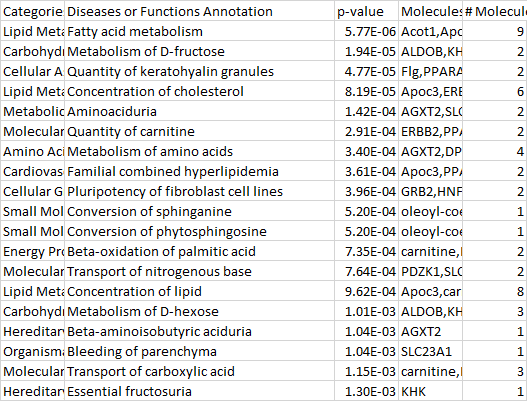 Categorie Diseases or Functions Annotation p-value Molecules # Molecule
Lipid Meta Fatty acid metabolism 5.77E-06 Acot1,Apo 9
Carbohydr Metabolism of D-fructose 1.94E-05 ALDOB,KH 2
Cellular A Quantity of keratohyalin granules 4.77E-05 Flg,PPARA 2
Lipid Meta Concentration of cholesterol 8.19E-05 Apoc3,ERB 6
Metabolic Aminoaciduria 1.42E-04 AGXT2,SLC 2
Molecular Quantity of carnitine 2.91E-04 ERBB2,PPA 2
Amino Aci Metabolism of amino acids 3.40E-04 AGXT2,DP 4
Cardiovas Familial combined hyperlipidemia 3.61E-04 Apoc3,PPA 2
Cellular G Pluripotency of fibroblast cell lines 3.96E-04 GRB2,HNF 2
Small Mol Conversion of sphinganine 5.20E-04 oleoyl-coe 1
Small Mol Conversion of phytosphingosine 5.20E-04 oleoyl-coe 1
Energy Pro Beta-oxidation of palmitic acid 7.35E-04 carnitine, 2
Molecular Transport of nitrogenous base 7.64E-04 PDZK1,SLC 2
Lipid Meta Concentration of lipid 9.62E-04 Apoc3,car 8
Carbohydr Metabolism of D-hexose 1.01E-03 ALDOB,KH 3
Hereditar Beta-aminoisobutyric aciduria 1.04E-03 AGXT2 1
Organisma Bleeding of parenchyma 1.04E-03 SLC23A1 1
Molecular Transport of carboxylic acid 1.15E-03 carnitine, 3
Hereditar Essential fructosuria 1.30E-03 KHK 1